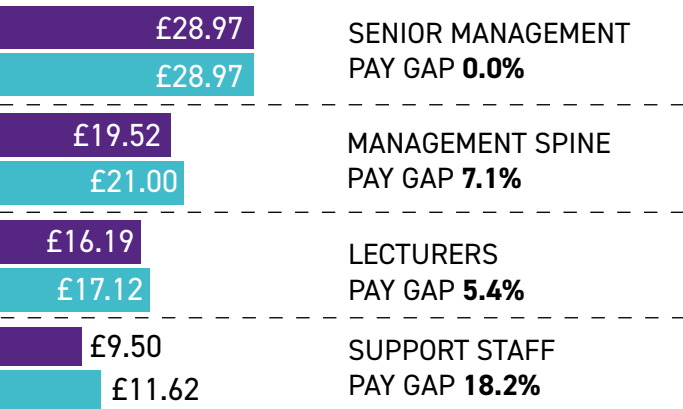 £28.97
£28.97
SENIOR MANAGEMENT
PAY GAP 0.0%
£19.52
£21.00
MANAGEMENT SPINE
PAY GAP 7.1%
£16.19
£17.12
LECTURERS
PAY GAP 5.4%
£9.50
£11.62
SUPPORT STAFF
PAY GAP 18.2%